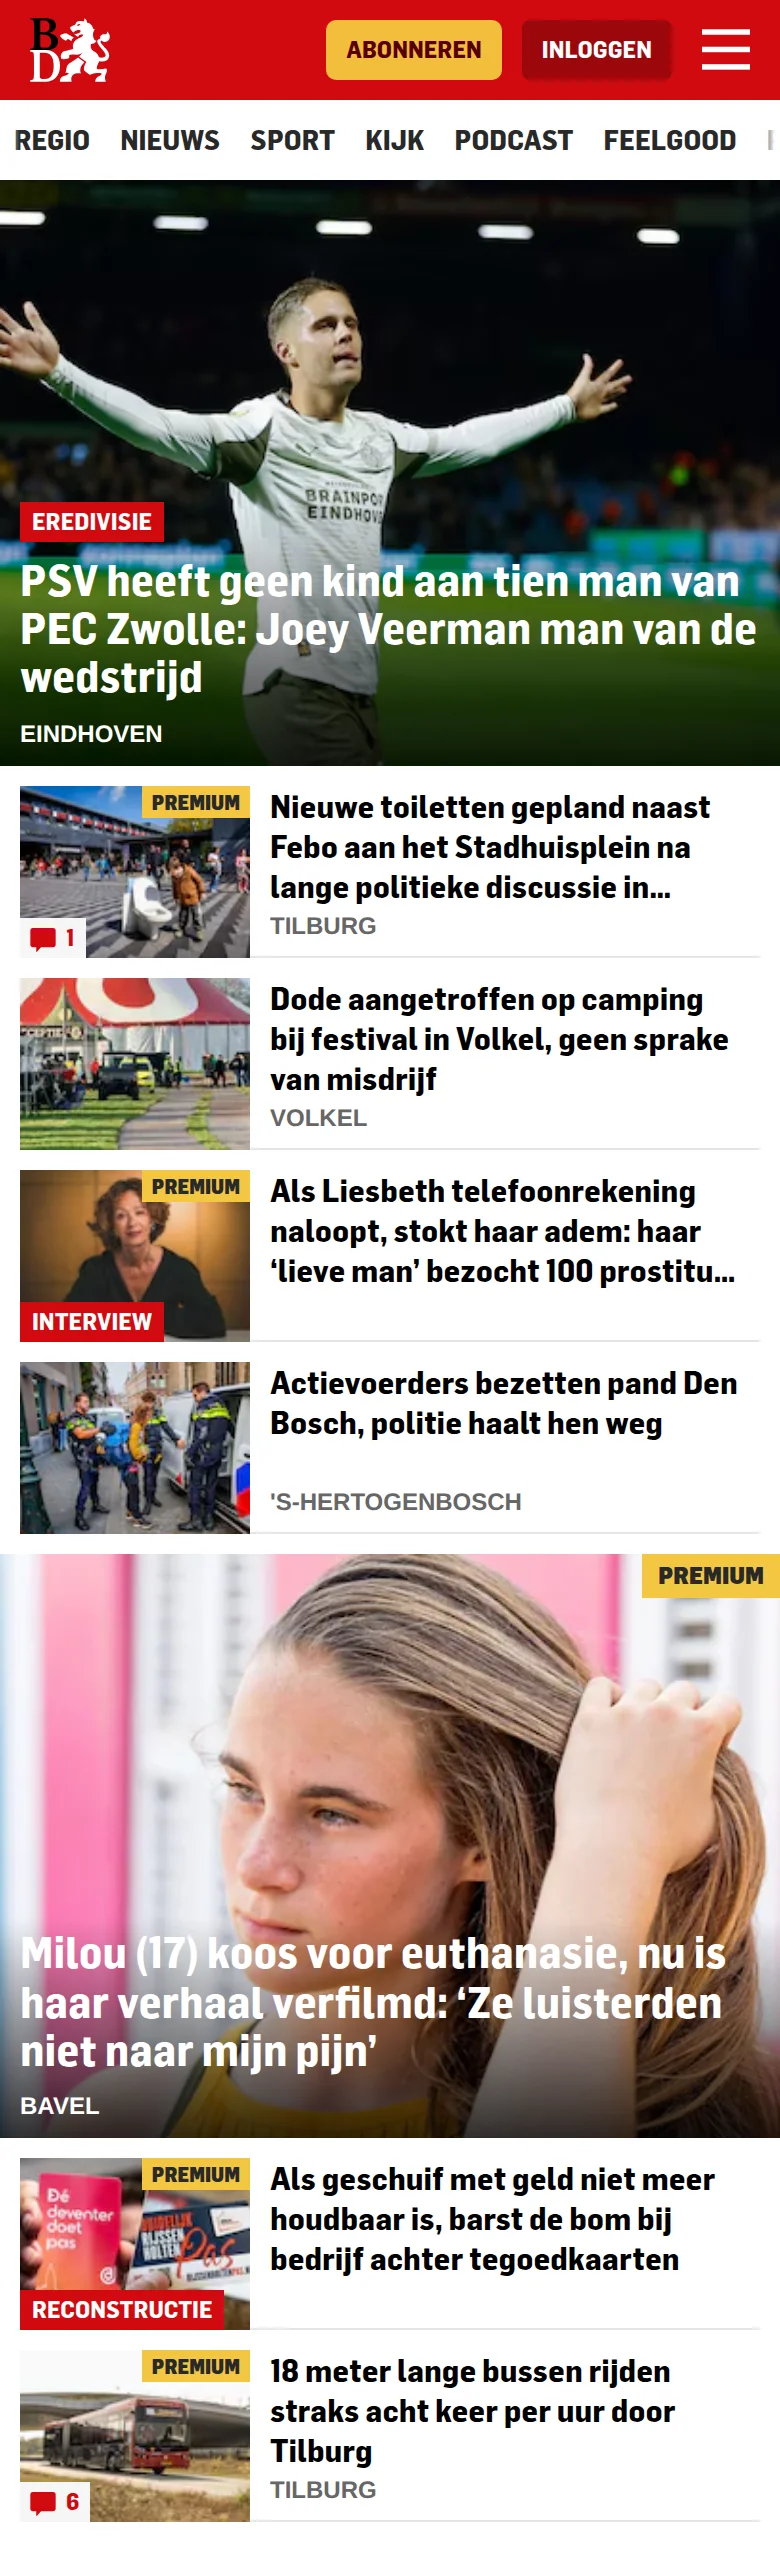 BD
ABONNEREN
INLOGGEN
REGIO NIEUWS SPORT KIJK PODCAST FEELGOOD
BRAINPOR
EINDHOV
EREDIVISIE
PSV heeft geen kind aan tien man van
PEC Zwolle: Joey Veerman man van de
wedstrijd
EINDHOVEN
PREMIUM
1
Nieuwe toiletten gepland naast
Febo aan het Stadhuisplein na
lange politieke discussie in...
TILBURG
Dode aangetroffen op camping
bij festival in Volkel, geen sprake
van misdrijf
VOLKEL
PREMIUM
INTERVIEW
Als Liesbeth telefoonrekening
naloopt, stokt haar adem: haar
‘lieve man’ bezocht 100 prostitu...
Actievoerders bezetten pand Den
Bosch, politie haalt hen weg
'S-HERTOGENBOSCH
PREMIUM
Milou (17) koos voor euthanasie, nu is
haar verhaal verfilmd: ‘Ze luisterden
niet naar mijn pijn’
BAVEL
PREMIUM
Dé
deventer
doet
pas
RIJSSEN
HOLTEN
Pas
RECONSTRUCTIE
Als geschuif met geld niet meer
houdbaar is, barst de bom bij
bedrijf achter tegoedkaarten
PREMIUM
6
18 meter lange bussen rijden
straks acht keer per uur door
Tilburg
TILBURG